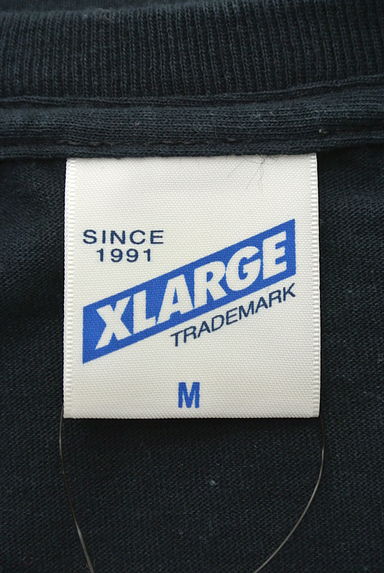 SINCE
1991
XLARGE
TRADEMARK
M